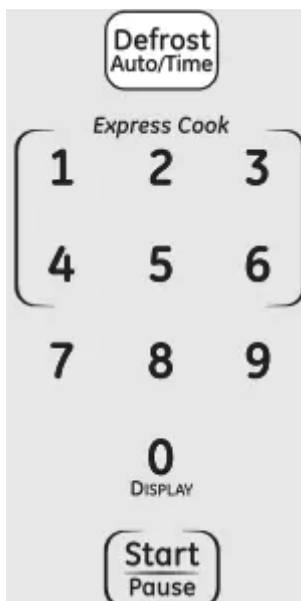 Defrost
Auto/Time
Express Cook
1 2 3
4 5 6
7 8 9
0
DISPLAY
Start
Pause